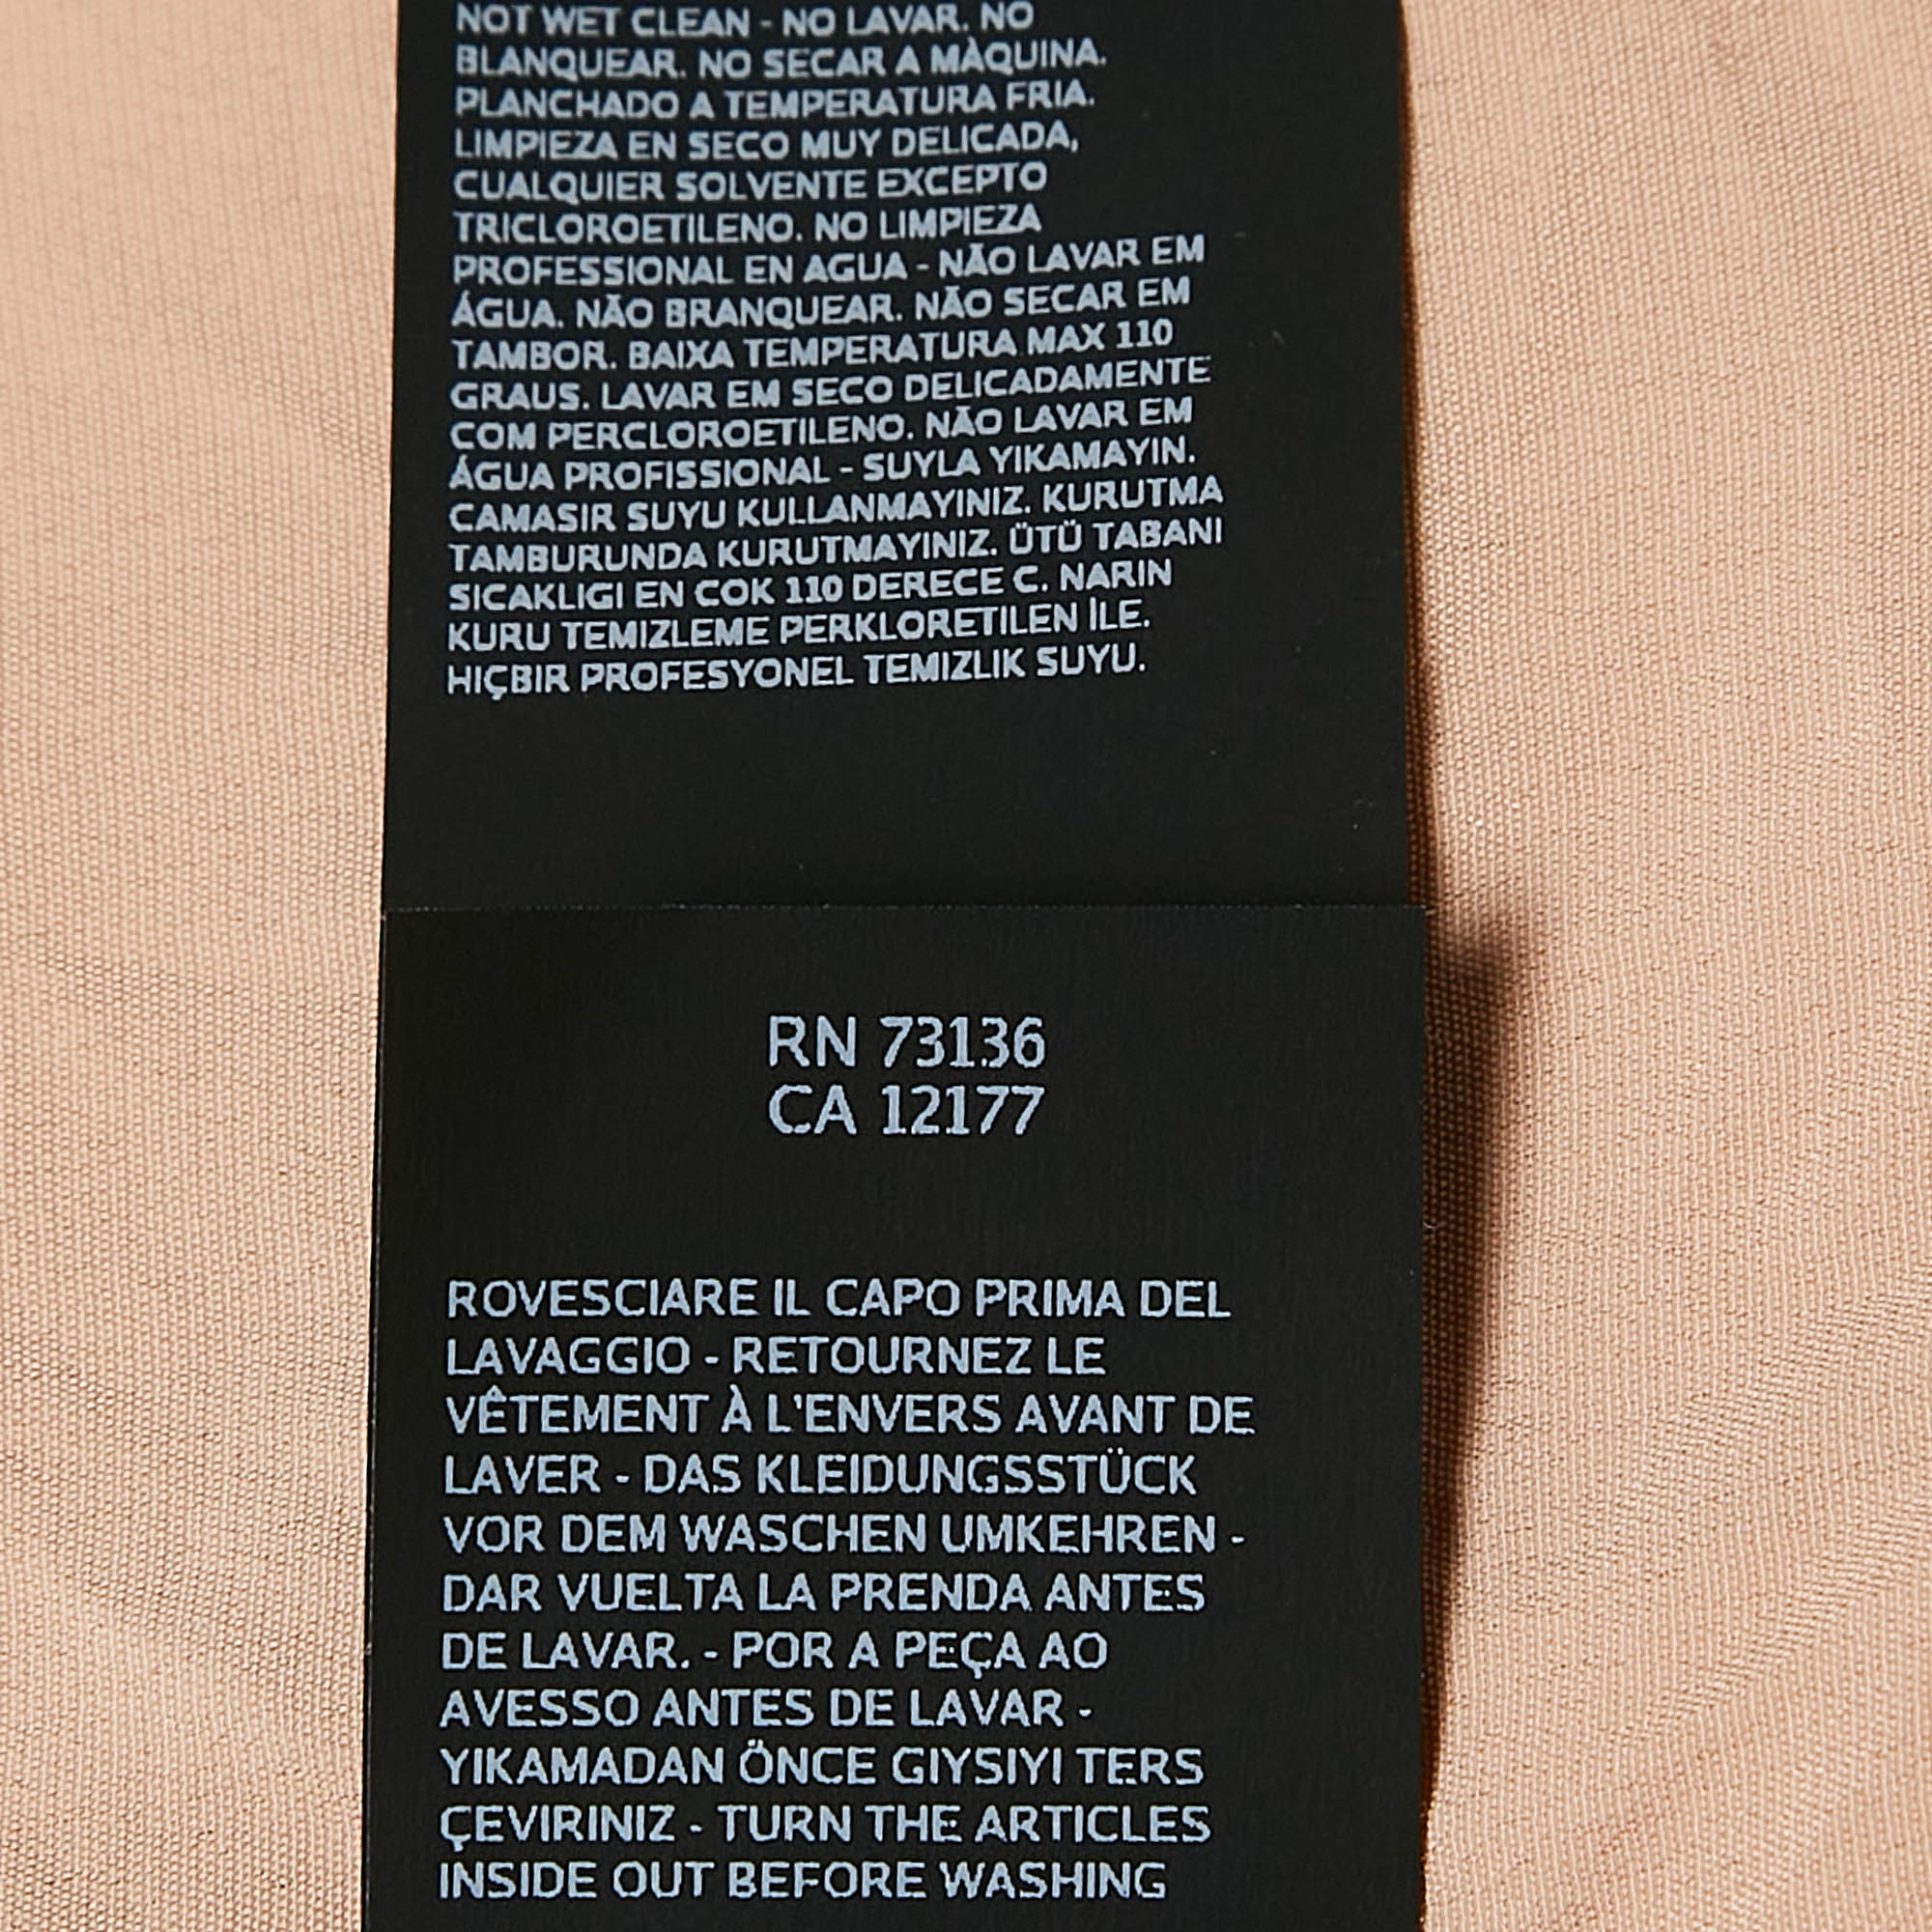 NOT WET CLEAN - NO LAVAR. NO
BLANQUEAR. NO SECAR A MÀQUINA.
PLANCHADO A TEMPERATURA FRIA.
LIMPIEZA EN SECO MUY DELICADA,
CUALQUIER SOLVENTE EXCEPTO
TRICLOROETILENO. NO LIMPIEZA
PROFESSIONAL EN AGUA - NÃO LAVAR EM
ÁGUA. NÃO BRANQUEAR. NÃO SECAR EM
TAMBOR. BAIXA TEMPERATURA MAX 110
GRAUS. LAVAR EM SECO DELICADAMENTE
COM PERCLOROETILENO. NÃO LAVAR EM
ÁGUA PROFISSIONAL - SUYLA YIKAMAYIN.
CAMASIR SUYU KULLANMAYINIZ. KURUTMA
TAMBURUNDA KURUTMAYINIZ. ÜTÜ TABANI
SICAKLIGI EN COK 110 DERECE C. NARIN
KURU TEMIZLEME PERKLORETILEN İLE.
HIÇBIR PROFESYONEL TEMIZLIK SUYU.
RN 73136
CA 12177
ROVESCIARE IL CAPO PRIMA DEL
LAVAGGIO - RETOURNEZ LE
VÊTEMENT À L'ENVERS AVANT DE
LAVER - DAS KLEIDUNGSSTÜCK
VOR DEM WASCHEN UMKEHREN -
DAR VUELTA LA PRENDA ANTES
DE LAVAR. - POR A PEÇA AO
AVESSO ANTES DE LAVAR -
YIKAMADAN ÖNCE GIYSIYI TERS
ÇEVIRINIZ - TURN THE ARTICLES
INSIDE OUT BEFORE WASHING